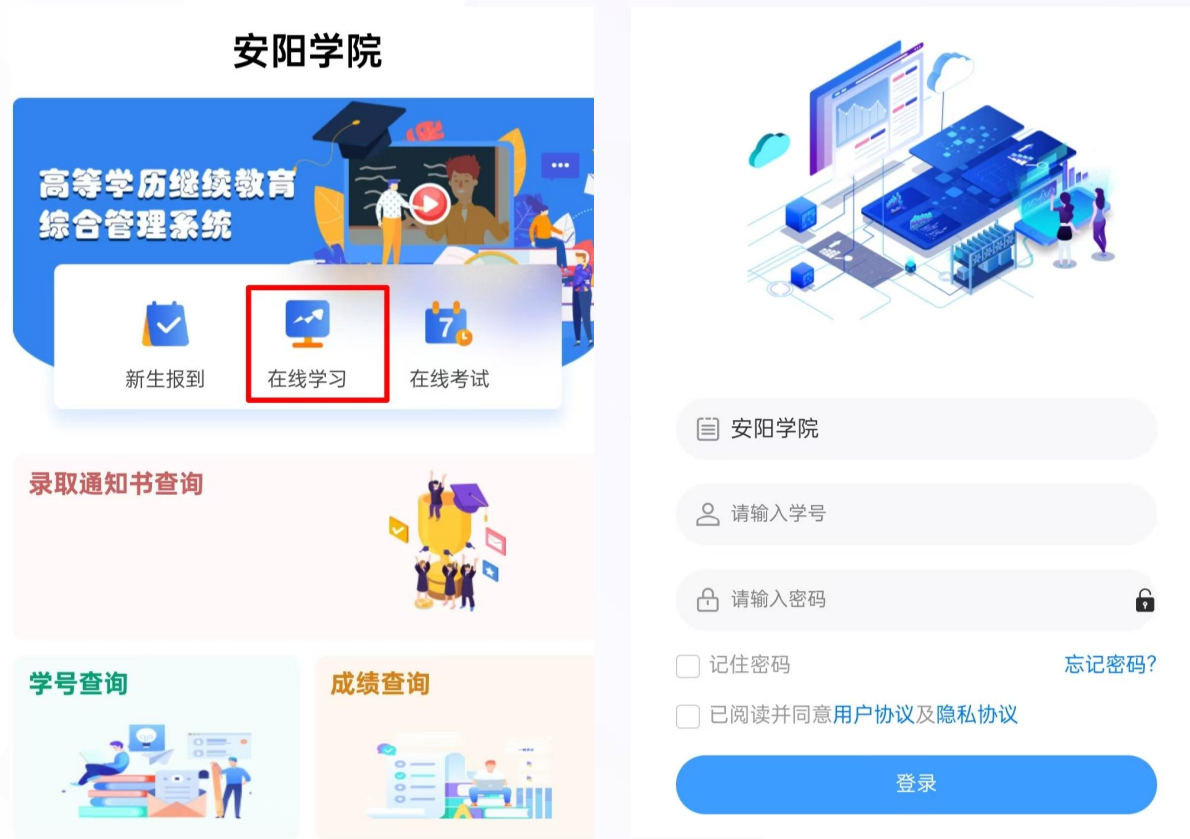 安阳学院
高等学历继续教育
综合管理系统
新生报到
在线学习
7
在线考试
录取通知书查询
学号查询
成绩查询
安阳学院
请输入学号
请输入密码
记住密码
忘记密码?
已阅读并同意用户协议及隐私协议
登录